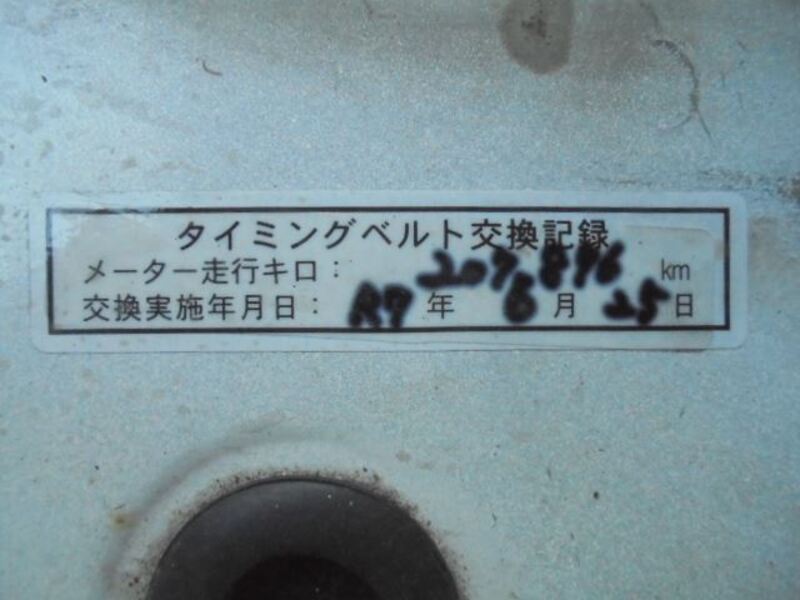 タイミングベルト交換記録
メーター走行キロ： 207,896 km
交換実施年月日： R7 年 6 月 25 日